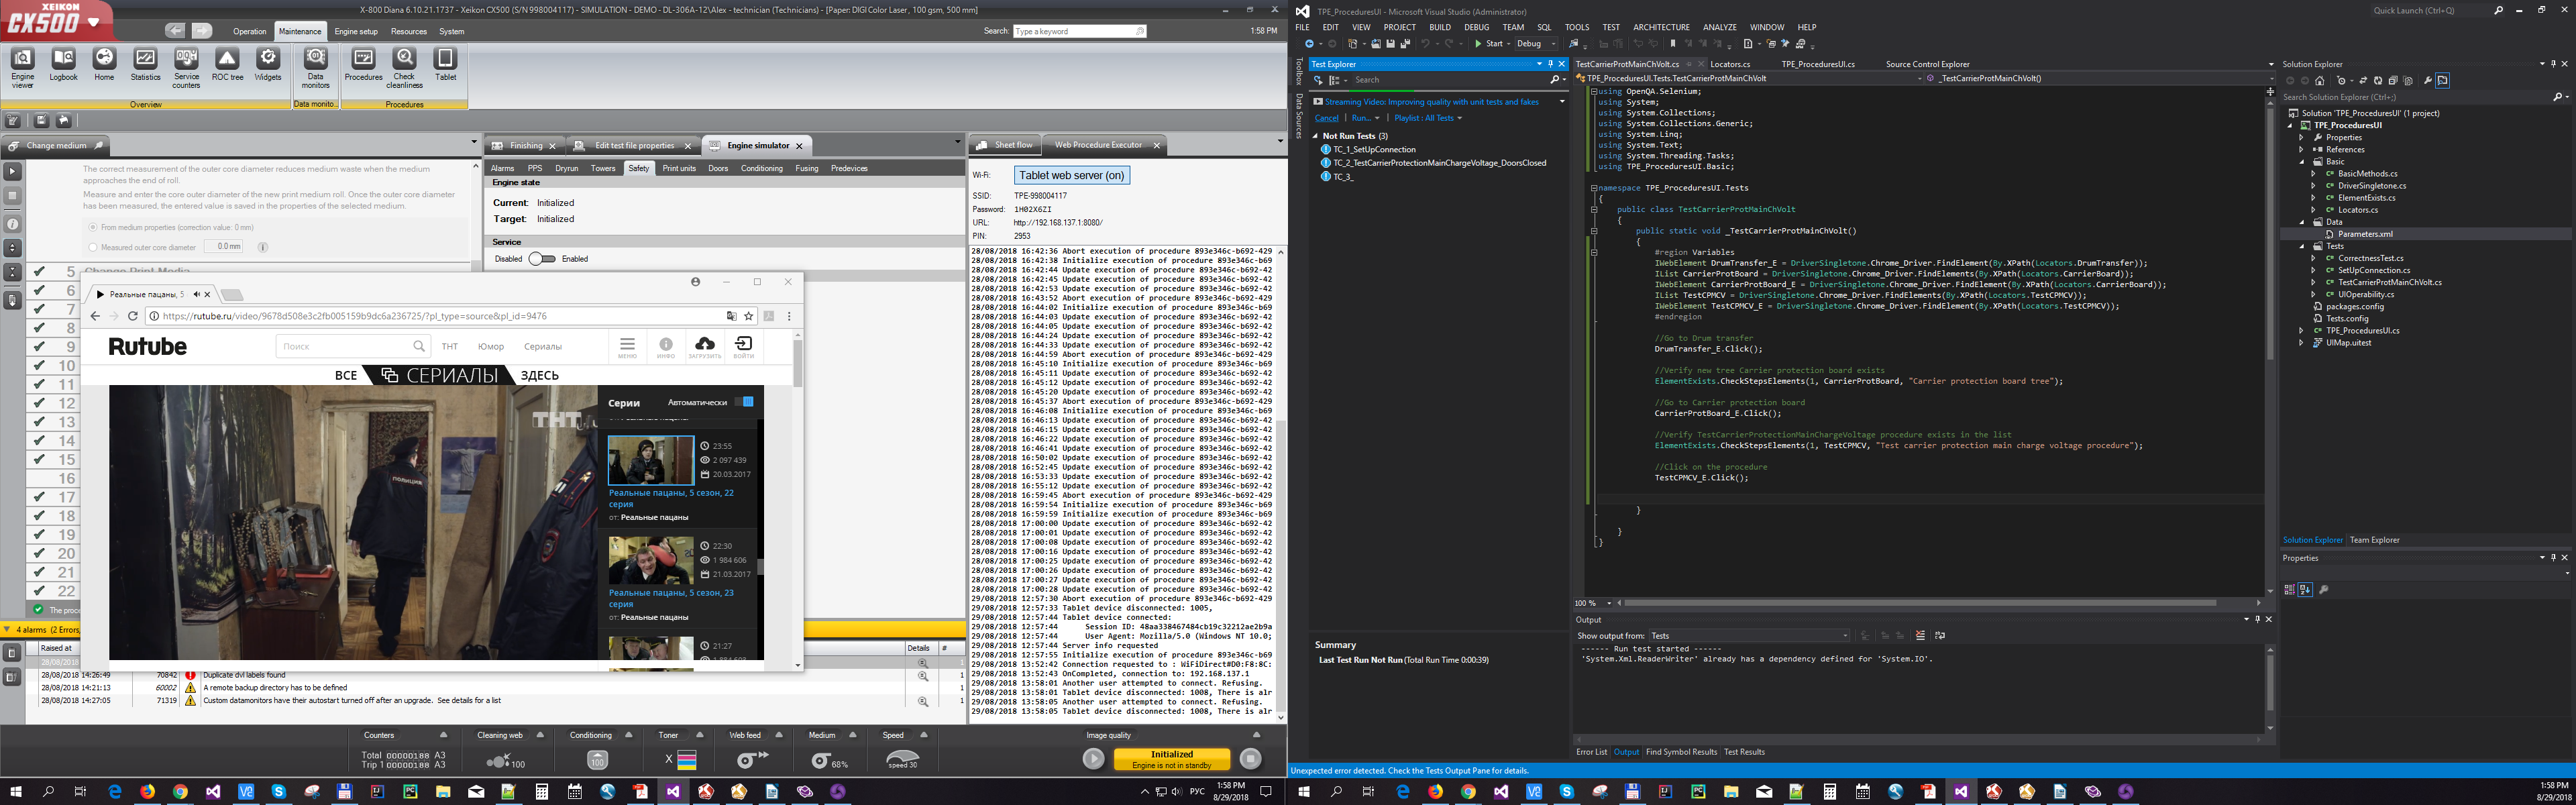 X-800 Diana 6.10.21.1737 - Xeikon CX500 (S/N 998004117) - SIMULATION - DEMO - DL-306A-12\Alex - technician (Technicians) - [Paper: DIGI Color Laser , 100 gsm, 500 mm]
XEIKON
CX500
Operation Maintenance Engine setup Resources System
Search: Type a keyword
1:58 PM
Engine viewer
Logbook
Home
Statistics
Service counters
ROC tree
Widgets
Data monitors
Procedures
Check cleanliness
Tablet
Overview
Data monito...
Procedures
Change medium
The correct measurement of the outer core diameter reduces medium waste when the medium
approaches the end of roll.
Measure and enter the core outer diameter of the new print medium roll. Once the outer core diameter
has been measured, the entered value is saved in the properties of the selected medium.
From medium properties (correction value: 0 mm)
Measured outer core diameter 0.0 mm
5 Change Print Media
6
7
8
9
10
11
12
13
14
15
16
17
18
19
20
21
22
The proce
Finishing
Edit test file properties
Engine simulator
Alarms PPS Dryrun Towers Safety Print units Doors Conditioning Fusing Predevices
Engine state
Current: Initialized
Target: Initialized
Service
Disabled Enabled
Реальные пацаны, 5
https://rutube.ru/video/9678d508e3c2fb005159b9dc6a236725/?pl_type=source&pl_id=9476
Rutube
Поиск
ТНТ Юмор Сериалы
МЕНЮ ИНФО ЗАГРУЗИТЬ ВОЙТИ
ВСЕ СЕРИАЛЫ ЗДЕСЬ
ТНТ
ПОЛИЦИЯ
Серии Автоматически
от: Реальные пацаны
23:55
2 097 439
20.03.2017
Реальные пацаны, 5 сезон, 22
серия
от: Реальные пацаны
22:30
1 984 606
21.03.2017
Реальные пацаны, 5 сезон, 23
серия
от: Реальные пацаны
21:27
4 alarms (2 Errors,
Raised at
Details #
28/08/2018 1
28/08/2018 14:26:49 70842 Duplicate dvl labels found 1
28/08/2018 14:21:13 60002 A remote backup directory has to be defined 1
28/08/2018 14:27:05 71319 Custom datamonitors have their autostart turned off after an upgrade. See details for a list 1
Sheet flow
Web Procedure Executor
Wi-Fi: Tablet web server (on)
SSID: TPE-998004117
Password: 1H02X6ZI
URL: http://192.168.137.1:8080/
PIN: 2953
28/08/2018 16:42:36 Abort execution of procedure 893e346c-b692-429
28/08/2018 16:42:38 Initialize execution of procedure 893e346c-b69
28/08/2018 16:42:44 Update execution of procedure 893e346c-b692-42
28/08/2018 16:42:45 Update execution of procedure 893e346c-b692-42
28/08/2018 16:42:53 Update execution of procedure 893e346c-b692-42
28/08/2018 16:43:52 Abort execution of procedure 893e346c-b692-429
28/08/2018 16:44:02 Initialize execution of procedure 893e346c-b69
28/08/2018 16:44:03 Update execution of procedure 893e346c-b692-42
28/08/2018 16:44:05 Update execution of procedure 893e346c-b692-42
28/08/2018 16:44:24 Update execution of procedure 893e346c-b692-42
28/08/2018 16:44:33 Update execution of procedure 893e346c-b692-42
28/08/2018 16:44:59 Abort execution of procedure 893e346c-b692-429
28/08/2018 16:45:10 Initialize execution of procedure 893e346c-b69
28/08/2018 16:45:11 Update execution of procedure 893e346c-b692-42
28/08/2018 16:45:12 Update execution of procedure 893e346c-b692-42
28/08/2018 16:45:20 Update execution of procedure 893e346c-b692-42
28/08/2018 16:45:37 Abort execution of procedure 893e346c-b692-429
28/08/2018 16:46:08 Initialize execution of procedure 893e346c-b69
28/08/2018 16:46:13 Update execution of procedure 893e346c-b692-42
28/08/2018 16:46:15 Update execution of procedure 893e346c-b692-42
28/08/2018 16:46:22 Update execution of procedure 893e346c-b692-42
28/08/2018 16:46:41 Update execution of procedure 893e346c-b692-42
28/08/2018 16:50:02 Update execution of procedure 893e346c-b692-42
28/08/2018 16:52:45 Update execution of procedure 893e346c-b692-42
28/08/2018 16:53:33 Update execution of procedure 893e346c-b692-42
28/08/2018 16:55:12 Update execution of procedure 893e346c-b692-42
28/08/2018 16:59:45 Abort execution of procedure 893e346c-b692-429
28/08/2018 16:59:54 Initialize execution of procedure 893e346c-b69
28/08/2018 16:59:59 Initialize execution of procedure 893e346c-b69
28/08/2018 17:00:00 Update execution of procedure 893e346c-b692-42
28/08/2018 17:00:01 Update execution of procedure 893e346c-b692-42
28/08/2018 17:00:08 Update execution of procedure 893e346c-b692-42
28/08/2018 17:00:16 Update execution of procedure 893e346c-b692-42
28/08/2018 17:00:25 Update execution of procedure 893e346c-b692-42
28/08/2018 17:00:26 Update execution of procedure 893e346c-b692-42
28/08/2018 17:00:27 Update execution of procedure 893e346c-b692-42
28/08/2018 17:00:28 Update execution of procedure 893e346c-b692-42
29/08/2018 12:57:30 Abort execution of procedure 893e346c-b692-429
29/08/2018 12:57:33 Tablet device disconnected: 1005,
29/08/2018 12:57:44 Tablet device connected:
29/08/2018 12:57:44 Session ID: 48aa338467484cb19c32212ae2b9a
29/08/2018 12:57:44 User Agent: Mozilla/5.0 (Windows NT 10.0;
29/08/2018 12:57:44 Server info requested
29/08/2018 12:57:55 Initialize execution of procedure 893e346c-b69
29/08/2018 13:52:42 Connection requested to : WiFiDirect#D0:F8:8C:
29/08/2018 13:52:43 OnCompleted, connection to: 192.168.137.1
29/08/2018 13:58:01 Another user attempted to connect. Refusing.
29/08/2018 13:58:01 Tablet device disconnected: 1008, There is alr
29/08/2018 13:58:05 Another user attempted to connect. Refusing.
29/08/2018 13:58:05 Tablet device disconnected: 1008, There is alr
Counters
Total 00000188 A3
Trip 1 00000188 A3
Cleaning web
100
Conditioning
100
Toner
X
Web feed
Medium
68%
Speed
speed 30
Image quality
Initialized
Engine is not in standby
РУС
1:58 PM
8/29/2018
TPE_ProceduresUI - Microsoft Visual Studio (Administrator)
Quick Launch (Ctrl+Q)
FILE EDIT VIEW PROJECT BUILD DEBUG TEAM SQL TOOLS TEST ARCHITECTURE ANALYZE WINDOW HELP
Start Debug
Toolbox
Data Sources
Test Explorer
Search
Streaming Video: Improving quality with unit tests and fakes
Cancel Run... Playlist : All Tests
Not Run Tests (3)
TC_1_SetUpConnection
TC_2_TestCarrierProtectionMainChargeVoltage_DoorsClosed
TC_3_
Summary
Last Test Run Not Run (Total Run Time 0:00:39)
TestCarrierProtMainChVolt.cs Locators.cs TPE_ProceduresUI.cs Source Control Explorer
TPE_ProceduresUI.Tests.TestCarrierProtMainChVolt _TestCarrierProtMainChVolt()
using OpenQA.Selenium;
using System;
using System.Collections;
using System.Collections.Generic;
using System.Linq;
using System.Text;
using System.Threading.Tasks;
using TPE_ProceduresUI.Basic;
namespace TPE_ProceduresUI.Tests
{
public class TestCarrierProtMainChVolt
{
public static void _TestCarrierProtMainChVolt()
{
#region Variables
IWebElement DrumTransfer_E = DriverSingletone.Chrome_Driver.FindElement(By.XPath(Locators.DrumTransfer));
IList CarrierProtBoard = DriverSingletone.Chrome_Driver.FindElements(By.XPath(Locators.CarrierBoard));
IWebElement CarrierProtBoard_E = DriverSingletone.Chrome_Driver.FindElement(By.XPath(Locators.CarrierBoard));
IList TestCPMCV = DriverSingletone.Chrome_Driver.FindElements(By.XPath(Locators.TestCPMCV));
IWebElement TestCPMCV_E = DriverSingletone.Chrome_Driver.FindElement(By.XPath(Locators.TestCPMCV));
#endregion
//Go to Drum transfer
DrumTransfer_E.Click();
//Verify new tree Carrier protection board exists
ElementExists.CheckStepsElements(1, CarrierProtBoard, "Carrier protection board tree");
//Go to Carrier protection board
CarrierProtBoard_E.Click();
//Verify TestCarrierProtectionMainChargeVoltage procedure exists in the list
ElementExists.CheckStepsElements(1, TestCPMCV, "Test carrier protection main charge voltage procedure");
//Click on the procedure
TestCPMCV_E.Click();
}
}
}
100 %
Output
Show output from: Tests
------ Run test started ------
'System.Xml.ReaderWriter' already has a dependency defined for 'System.IO'.
Error List Output Find Symbol Results Test Results
Solution Explorer
Search Solution Explorer (Ctrl+;)
Solution 'TPE_ProceduresUI' (1 project)
TPE_ProceduresUI
Properties
References
Basic
BasicMethods.cs
DriverSingletone.cs
ElementExists.cs
Locators.cs
Data
Parameters.xml
Tests
CorrectnessTest.cs
SetUpConnection.cs
TestCarrierProtMainChVolt.cs
UIOperability.cs
packages.config
Tests.config
TPE_ProceduresUI.cs
UIMap.uitest
Solution Explorer Team Explorer
Properties
Unexpected error detected. Check the Tests Output Pane for details.
1:58 PM
8/29/2018